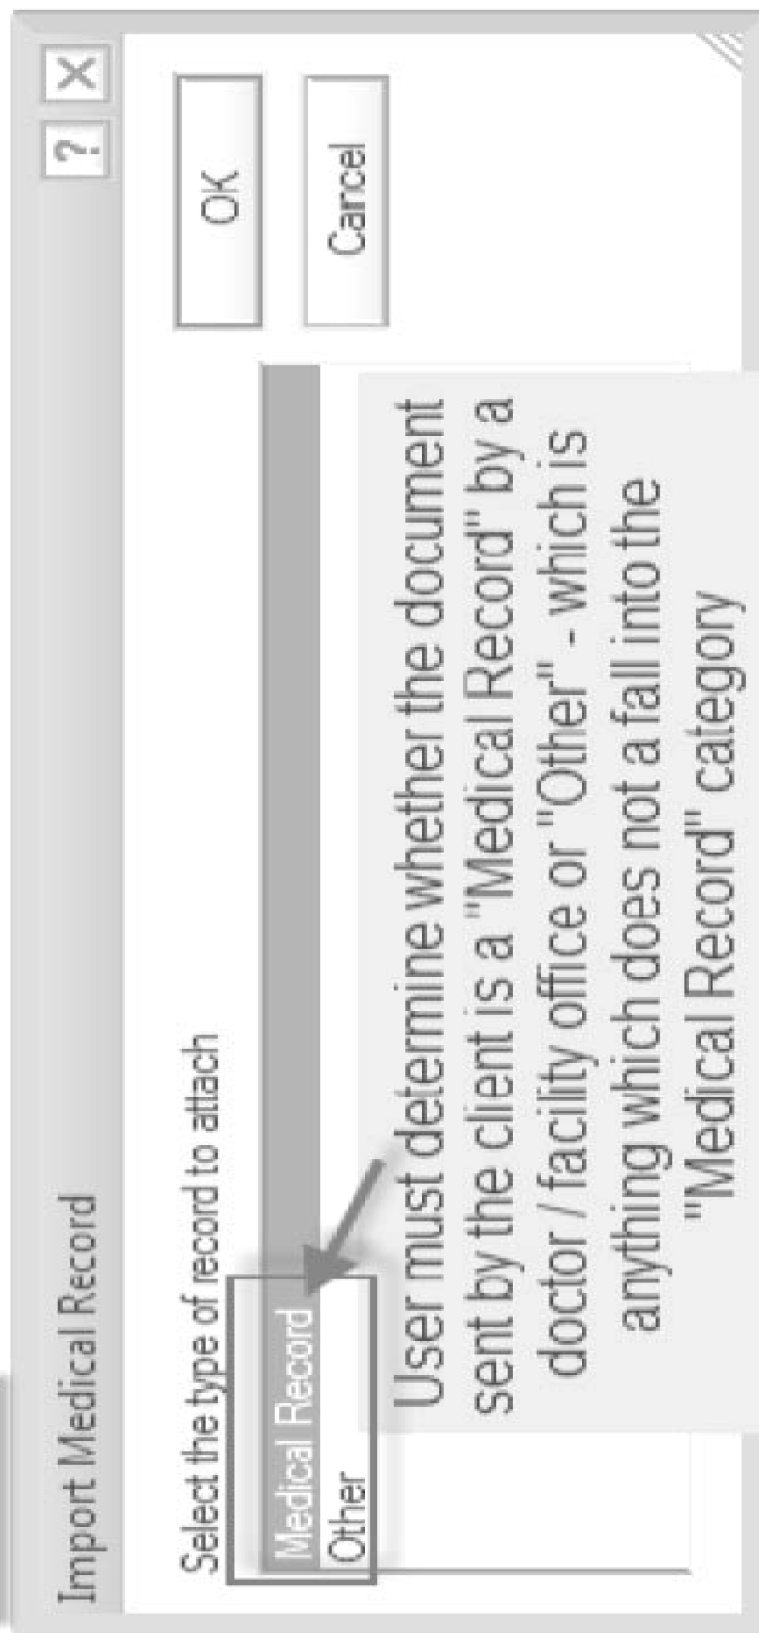 Import Medical Record
? X
Select the type of record to attach
Medical Record
Other
OK
Cancel
User must determine whether the document
sent by the client is a "Medical Record" by a
doctor / facility office or "Other" - which is
anything which does not a fall into the
"Medical Record" category